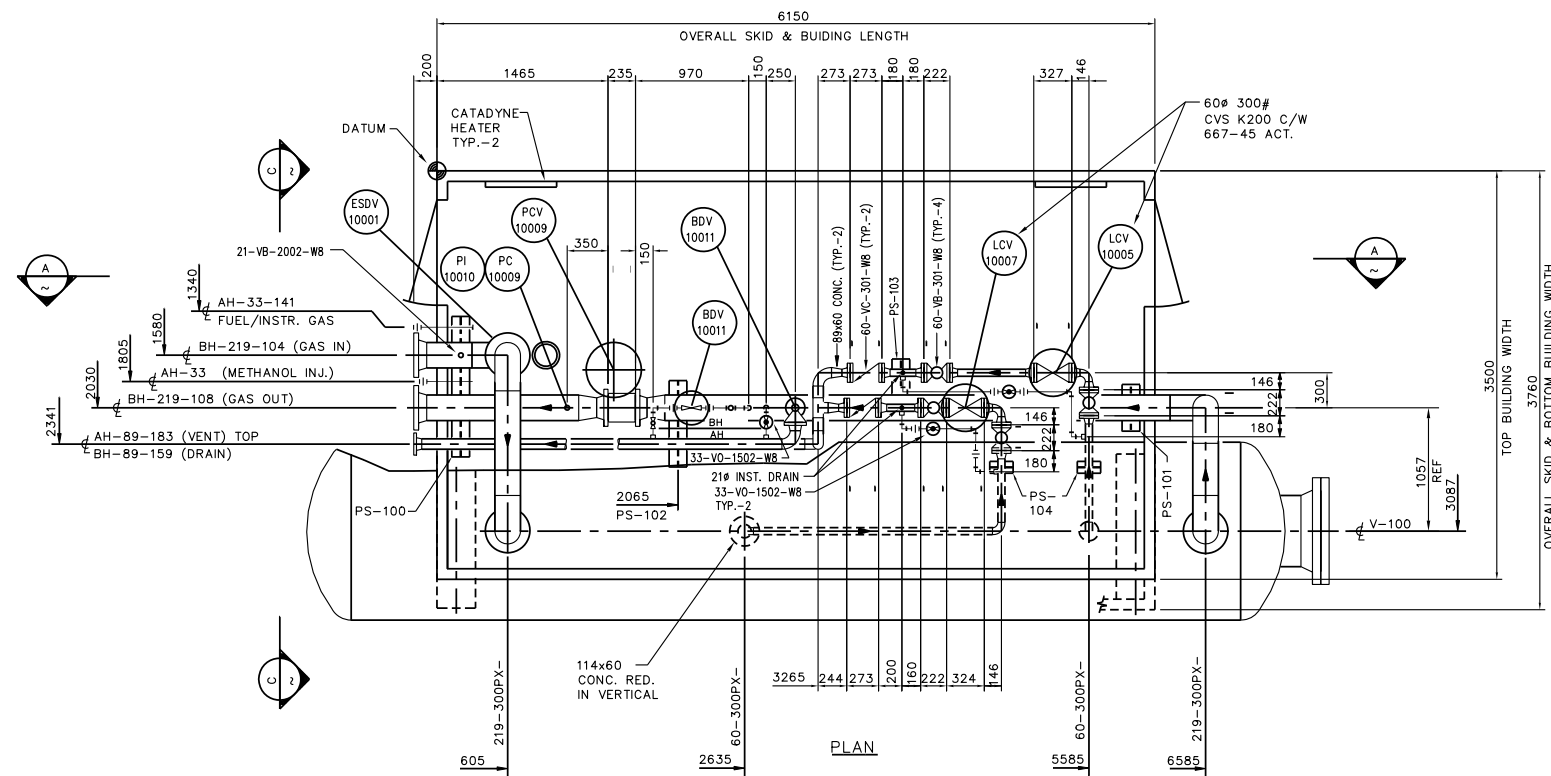 6150
OVERALL SKID & BUIDING LENGTH
200
1465
235
970
150
250
273
273
180
180
222
327
146
60ø 300#
CVS K200 C/W
667-45 ACT.
CATADYNE
HEATER
TYP.-2
DATUM
C
~
ESDV
10001
PCV
10009
BDV
10011
LCV
10007
LCV
10005
21-VB-2002-W8
PI
10010
PC
10009
350
150
89x60 CONC. (TYP.-2)
60-VC-301-W8 (TYP.-2)
PS-103
60-VB-301-W8 (TYP.-4)
A
~
A
~
1340
AH-33-141
FUEL/INSTR. GAS
BDV
10011
1580
BH-219-104 (GAS IN)
1805
AH-33 (METHANOL INJ.)
2030
BH-219-108 (GAS OUT)
2341
AH-89-183 (VENT) TOP
BH-89-159 (DRAIN)
BH
AH
33-VO-1502-W8
21ø INST. DRAIN
33-VO-1502-W8
TYP.-2
146
222
180
146
222
180
300
3500
TOP BUILDING WIDTH
3760
OVERALL SKID & BOTTOM BUILDING WIDTH
1057
REF
3087
PS-100
2065
PS-102
PS-
104
PS-101
V-100
114x60
CONC. RED.
IN VERTICAL
3265
244
273
200
160
222
324
146
C
~
219-300PX-
60-300PX-
60-300PX-
219-300PX-
PLAN
605
2635
5585
6585